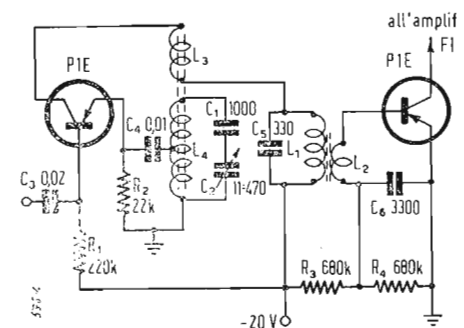 all'amplif
FI
P1E
P1E
L3
C4 0,01
C1 1000
C5 330
L4
L1
L2
C2 11÷470
C3 0,02
R2
22k
C6 3300
R1
220k
R3 680k
R4 680k
-20 V